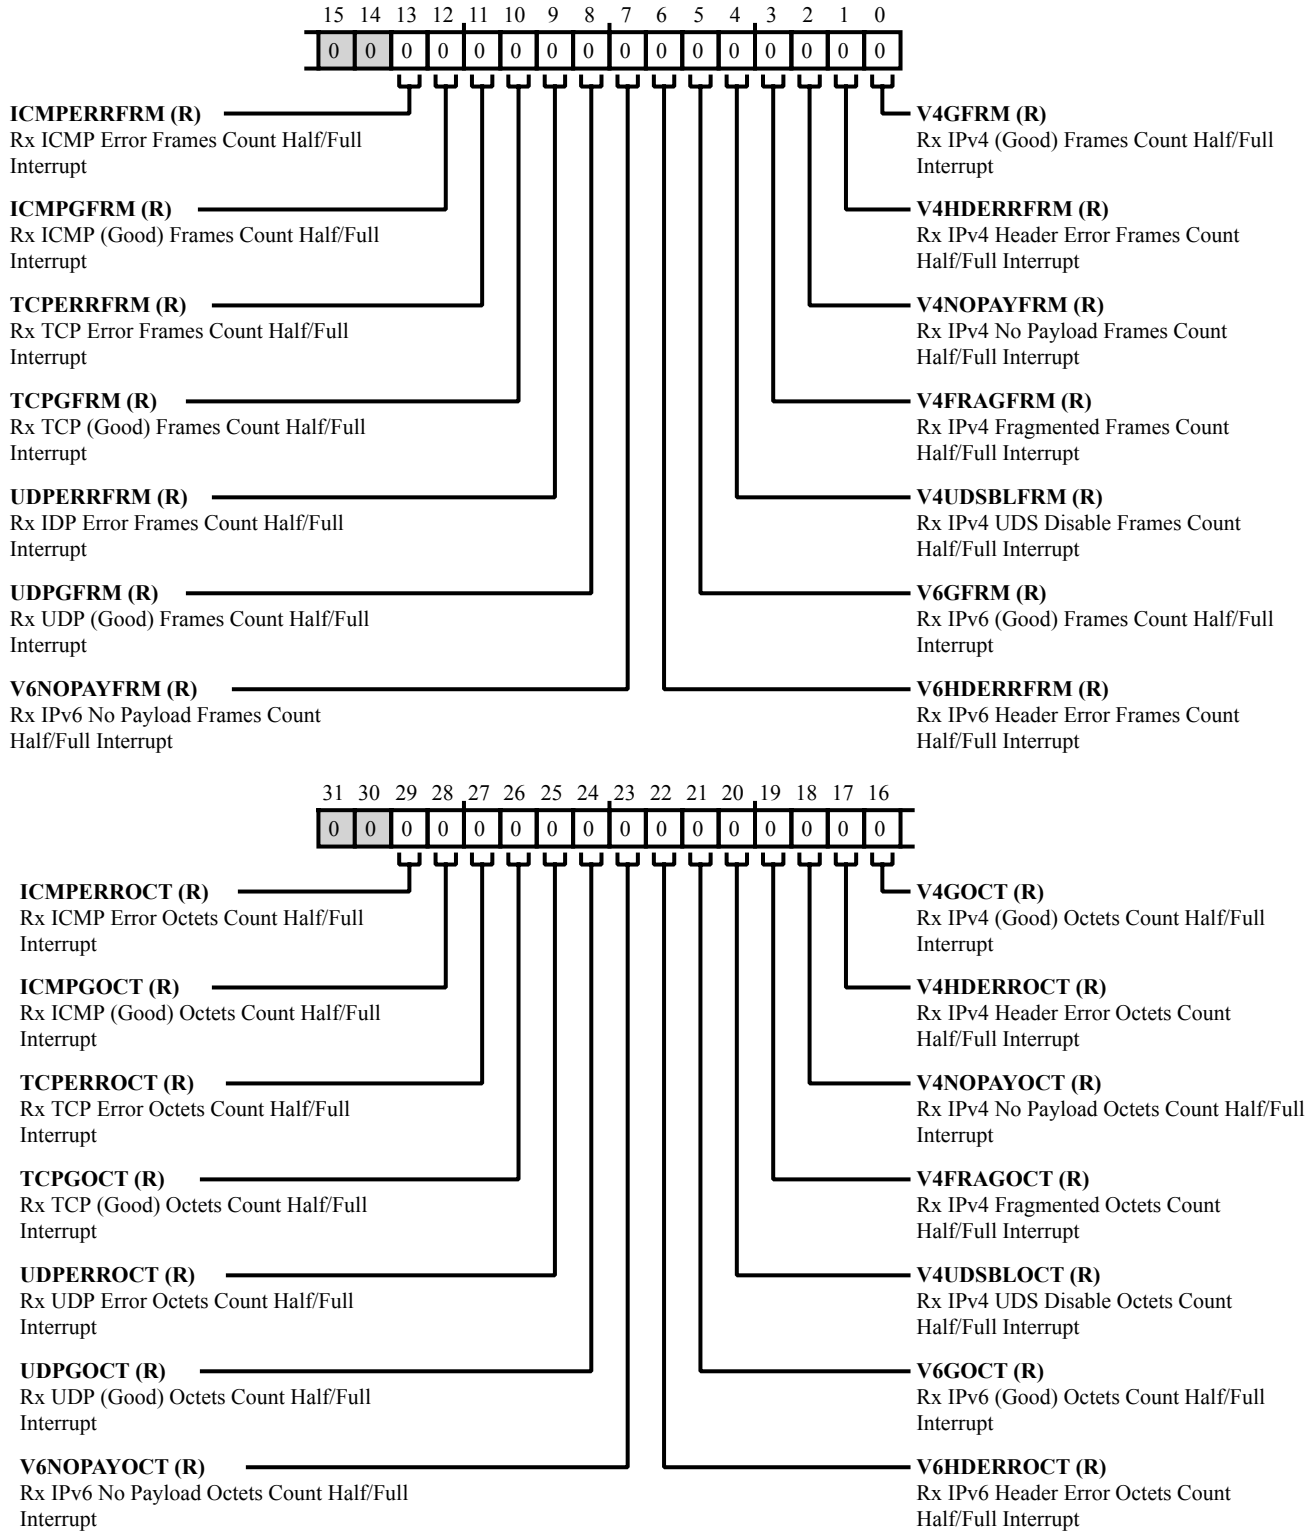 15 14 13 12 11 10 9 8 7 6 5 4 3 2 1 0
0 0 0 0 0 0 0 0 0 0 0 0 0 0 0 0
ICMPERRFRM (R)
Rx ICMP Error Frames Count Half/Full
Interrupt
ICMPGFRM (R)
Rx ICMP (Good) Frames Count Half/Full
Interrupt
TCPERRFRM (R)
Rx TCP Error Frames Count Half/Full
Interrupt
TCPGFRM (R)
Rx TCP (Good) Frames Count Half/Full
Interrupt
UDPERRFRM (R)
Rx IDP Error Frames Count Half/Full
Interrupt
UDPGFRM (R)
Rx UDP (Good) Frames Count Half/Full
Interrupt
V6NOPAYFRM (R)
Rx IPv6 No Payload Frames Count
Half/Full Interrupt
V4GFRM (R)
Rx IPv4 (Good) Frames Count Half/Full
Interrupt
V4HDERRFRM (R)
Rx IPv4 Header Error Frames Count
Half/Full Interrupt
V4NOPAYFRM (R)
Rx IPv4 No Payload Frames Count
Half/Full Interrupt
V4FRAGFRM (R)
Rx IPv4 Fragmented Frames Count
Half/Full Interrupt
V4UDSBLFRM (R)
Rx IPv4 UDS Disable Frames Count
Half/Full Interrupt
V6GFRM (R)
Rx IPv6 (Good) Frames Count Half/Full
Interrupt
V6HDERRFRM (R)
Rx IPv6 Header Error Frames Count
Half/Full Interrupt
31 30 29 28 27 26 25 24 23 22 21 20 19 18 17 16
0 0 0 0 0 0 0 0 0 0 0 0 0 0 0 0
ICMPERROCT (R)
Rx ICMP Error Octets Count Half/Full
Interrupt
ICMPGOCT (R)
Rx ICMP (Good) Octets Count Half/Full
Interrupt
TCPERROCT (R)
Rx TCP Error Octets Count Half/Full
Interrupt
TCPGOCT (R)
Rx TCP (Good) Octets Count Half/Full
Interrupt
UDPERROCT (R)
Rx UDP Error Octets Count Half/Full
Interrupt
UDPGOCT (R)
Rx UDP (Good) Octets Count Half/Full
Interrupt
V6NOPAYOCT (R)
Rx IPv6 No Payload Octets Count Half/Full
Interrupt
V4GOCT (R)
Rx IPv4 (Good) Octets Count Half/Full
Interrupt
V4HDERROCT (R)
Rx IPv4 Header Error Octets Count
Half/Full Interrupt
V4NOPAYOCT (R)
Rx IPv4 No Payload Octets Count Half/Full
Interrupt
V4FRAGOCT (R)
Rx IPv4 Fragmented Octets Count
Half/Full Interrupt
V4UDSBLOCT (R)
Rx IPv4 UDS Disable Octets Count
Half/Full Interrupt
V6GOCT (R)
Rx IPv6 (Good) Octets Count Half/Full
Interrupt
V6HDERROCT (R)
Rx IPv6 Header Error Octets Count
Half/Full Interrupt